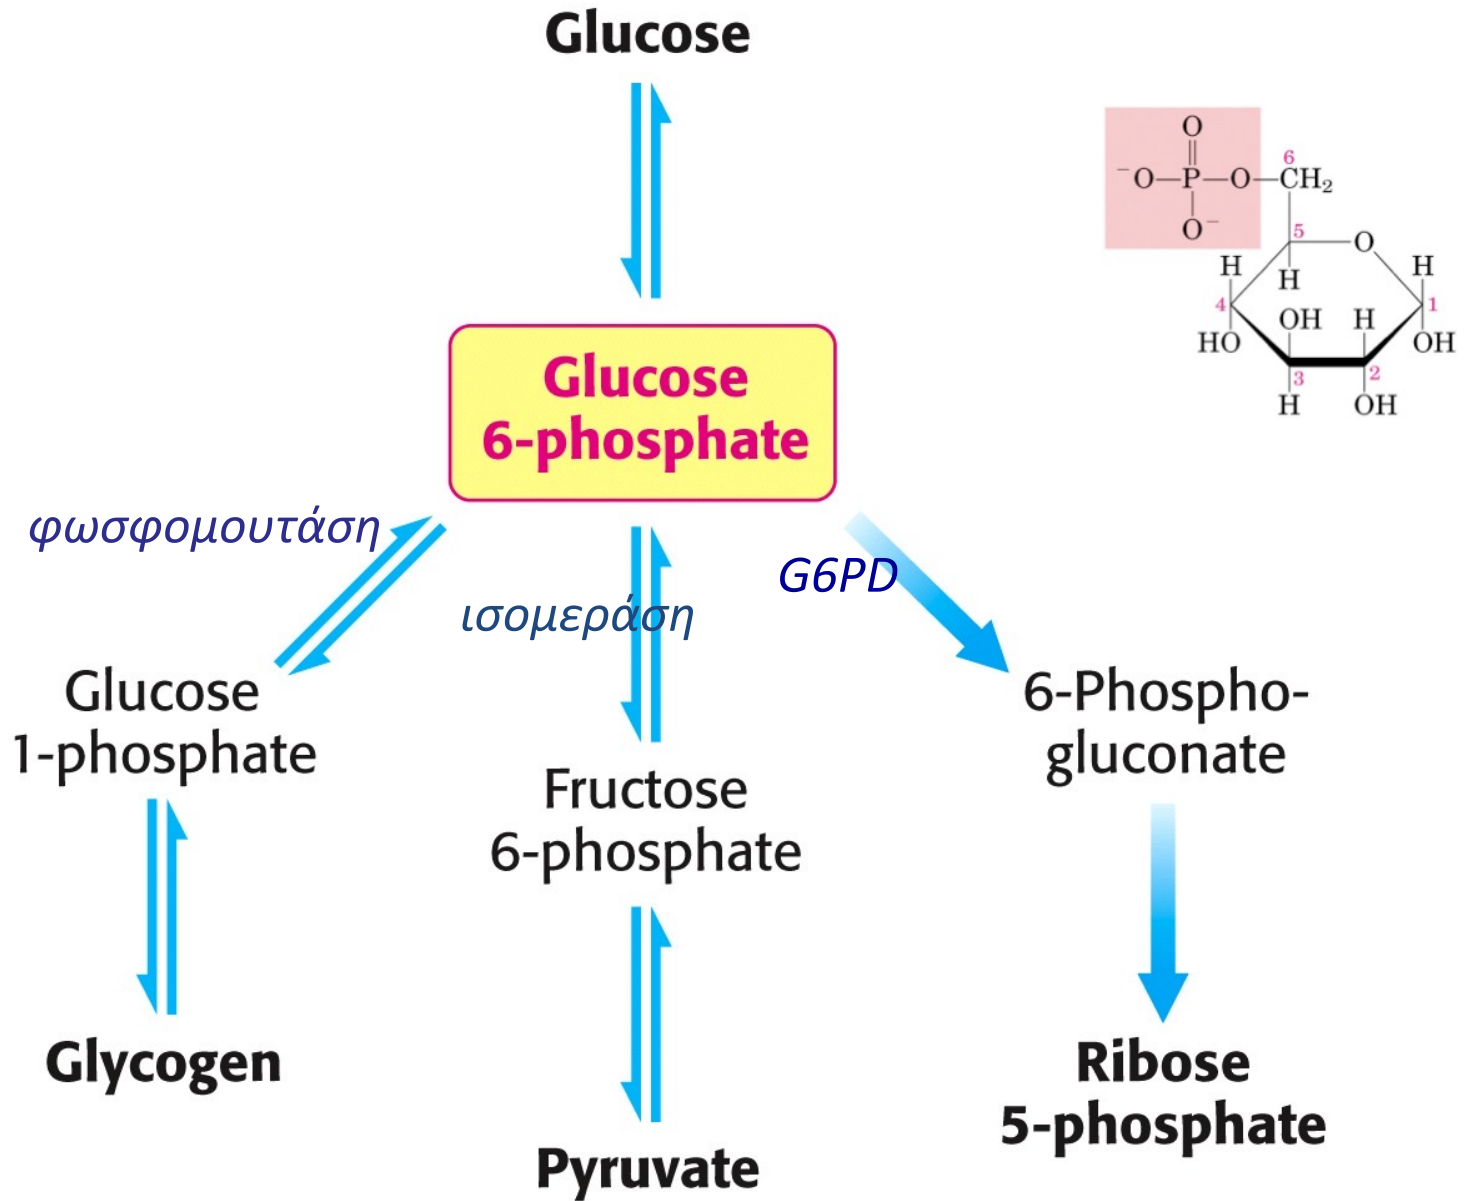 Glucose
O
⁻O—P—O—CH₂
6
O⁻
5
O
H
H
H
4
1
OH
H
HO
OH
3
2
H
OH
Glucose
6-phosphate
φωσφομουτάση
ισομεράση
G6PD
Glucose
1-phosphate
Fructose
6-phosphate
6-Phospho-
gluconate
Glycogen
Pyruvate
Ribose
5-phosphate